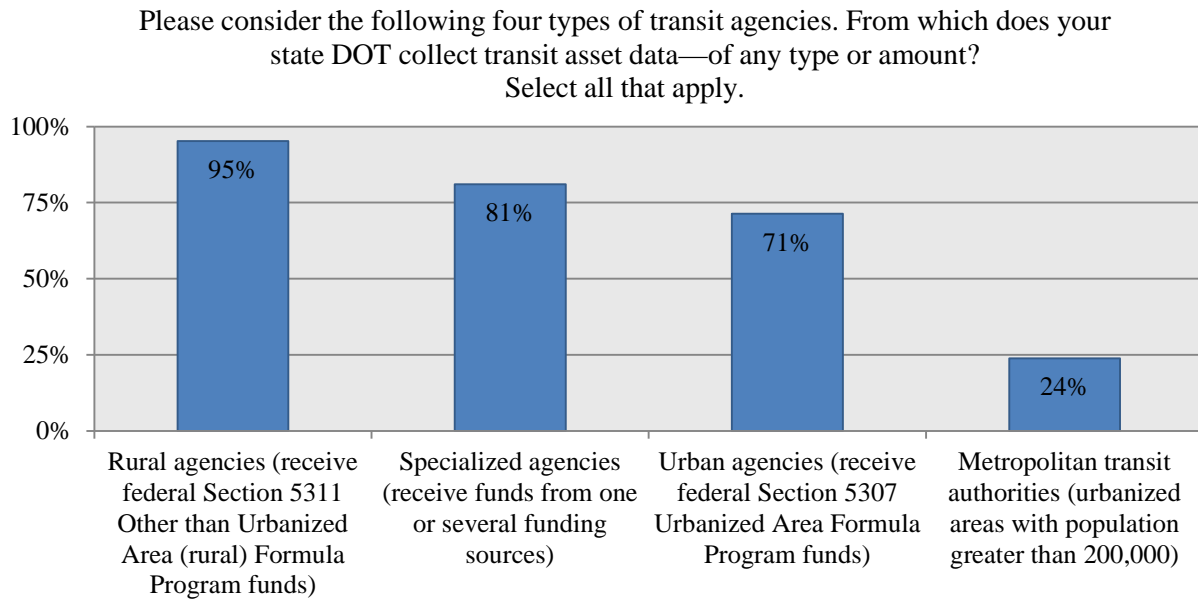 Please consider the following four types of transit agencies. From which does your
state DOT collect transit asset data—of any type or amount?
Select all that apply.
100%
75%
50%
25%
0%
95%
81%
71%
24%
Rural agencies (receive
federal Section 5311
Other than Urbanized
Area (rural) Formula
Program funds)
Specialized agencies
(receive funds from one
or several funding
sources)
Urban agencies (receive
federal Section 5307
Urbanized Area Formula
Program funds)
Metropolitan transit
authorities (urbanized
areas with population
greater than 200,000)